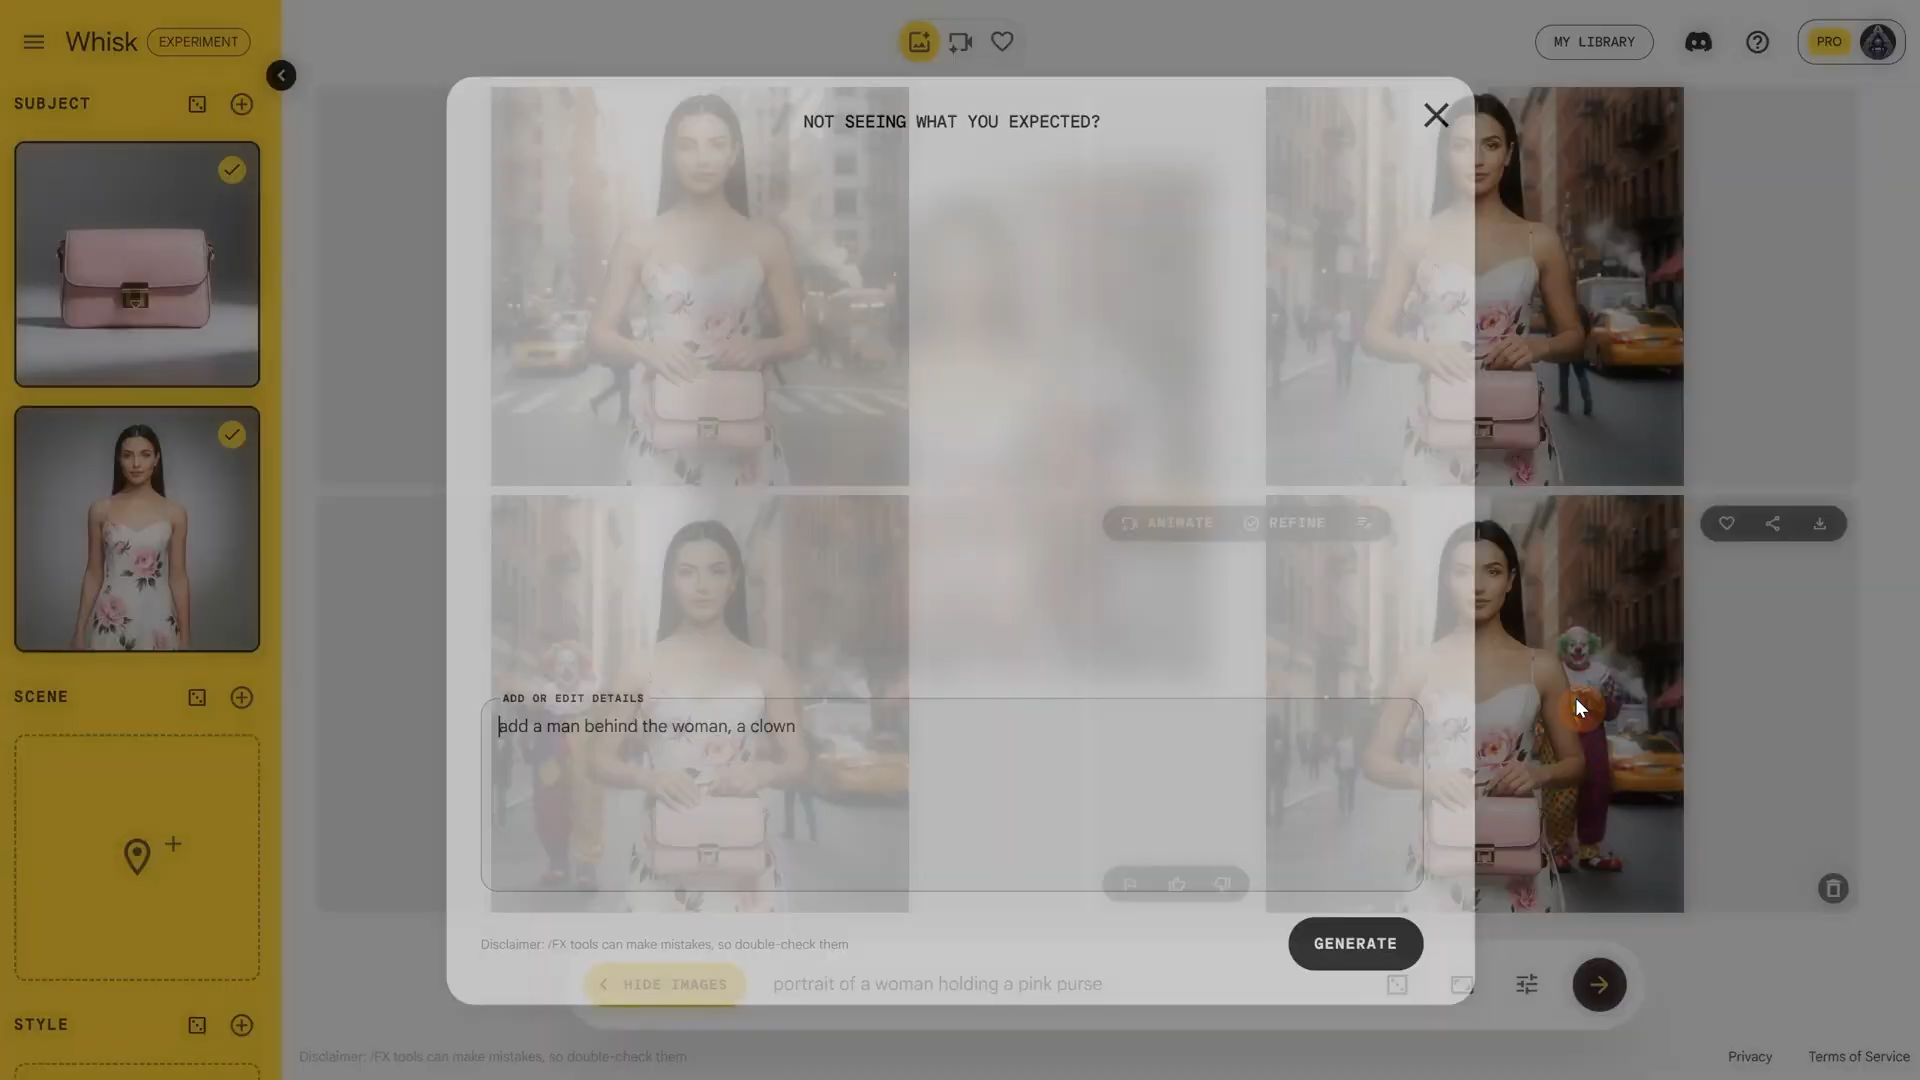 Whisk EXPERIMENT
MY LIBRARY
PRO
SUBJECT
NOT SEEING WHAT YOU EXPECTED?
ANIMATE
REFINE
SCENE
ADD OR EDIT DETAILS
add a man behind the woman, a clown
Disclaimer: /FX tools can make mistakes, so double-check them
GENERATE
HIDE IMAGES
portrait of a woman holding a pink purse
STYLE
Disclaimer: /FX tools can make mistakes, so double-check them
Privacy
Terms of Service